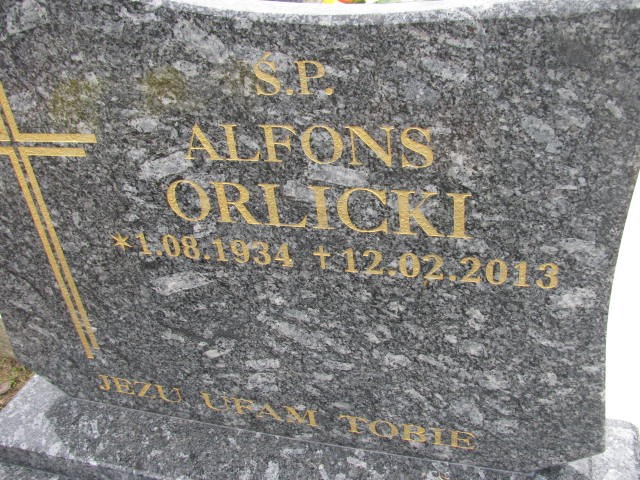 Ś.P.
ALFONS
ORLICKI
*1.08.1934 †12.02.2013
JEZU UFAM TOBIE